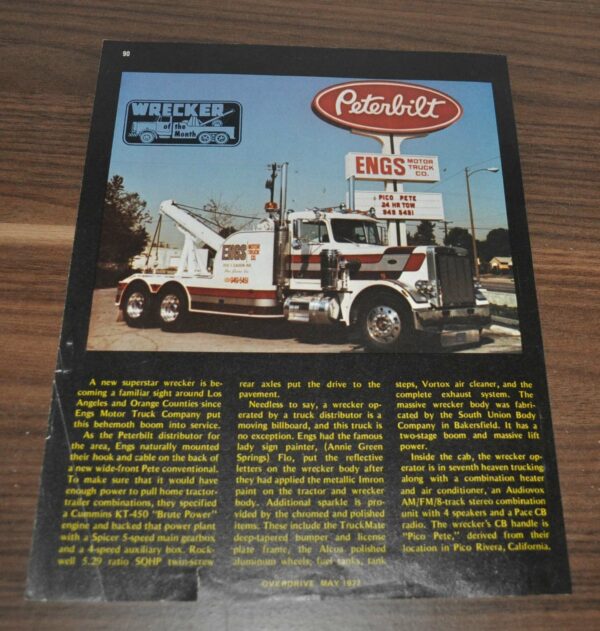 90
WRECKER
of the
Month
Peterbilt
ENGS MOTOR
TRUCK
CO.
PICO PETE
24 HR TOW
949 5491
ENGS MOTOR
TRUCK
CO.
A new superstar wrecker is be-
coming a familiar sight around Los
Angeles and Orange Counties since
Engs Motor Truck Company put
this behemoth boom into service.
As the Peterbilt distributor for
the area, Engs naturally mounted
their hook and cable on the back of
a new wide-front Pete conventional.
To make sure that it would have
enough power to pull home tractor-
trailer combinations, they specified
a Cummins KT-450 "Brute Power"
engine and backed that power plant
with a Spicer 5-speed main gearbox
and a 4-speed auxiliary box. Rock-
well 5.29 ratio SQHP twin-screw
rear axles put the drive to the
pavement.
Needless to say, a wrecker op-
erated by a truck distributor is a
moving billboard, and this truck is
no exception. Engs had the famous
lady sign painter, (Annie Green
Springs) Flo, put the reflective
letters on the wrecker body after
they had applied the metallic Imron
paint on the tractor and wrecker
body. Additional sparkle is pro-
vided by the chromed and polished
items. These include the TruckMate
deep-tapered bumper and license
plate frame, the Alcoa polished
aluminum wheels, fuel tanks, tank
steps, Vortox air cleaner, and the
complete exhaust system. The
massive wrecker body was fabri-
cated by the South Union Body
Company in Bakersfield. It has a
two-stage boom and massive lift
power.
Inside the cab, the wrecker op-
erator is in seventh heaven trucking
along with a combination heater
and air conditioner, an Audiovox
AM/FM/8-track stereo combination
unit with 4 speakers and a Pace CB
radio. The wrecker's CB handle is
"Pico Pete," derived from their
location in Pico Rivera, California.
OVERDRIVE MAY 1977